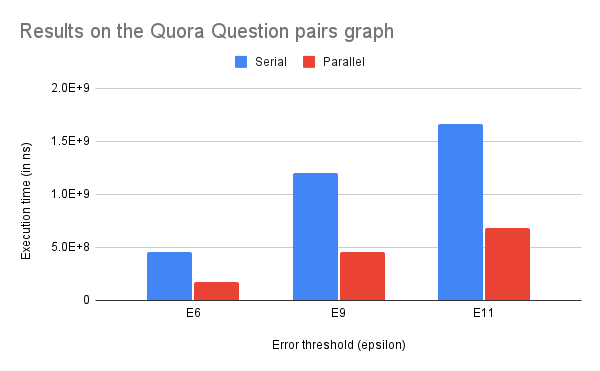 Results on the Quora Question pairs graph
Serial Parallel
2.0E+9
1.5E+9
1.0E+9
5.0E+8
0
Execution time (in ns)
E6 E9 E11
Error threshold (epsilon)